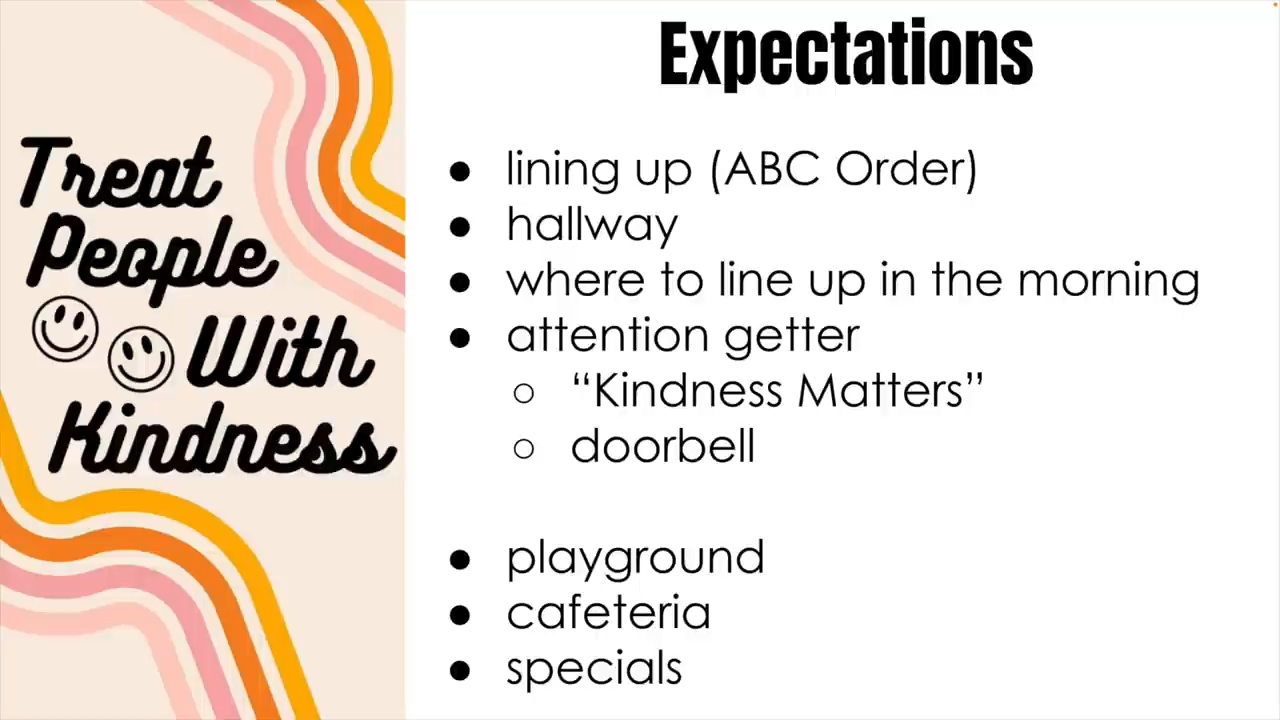 Treat
People
With
Kindness
Expectations
● lining up (ABC Order)
● hallway
● where to line up in the morning
● attention getter
○ “Kindness Matters”
○ doorbell
● playground
● cafeteria
● specials